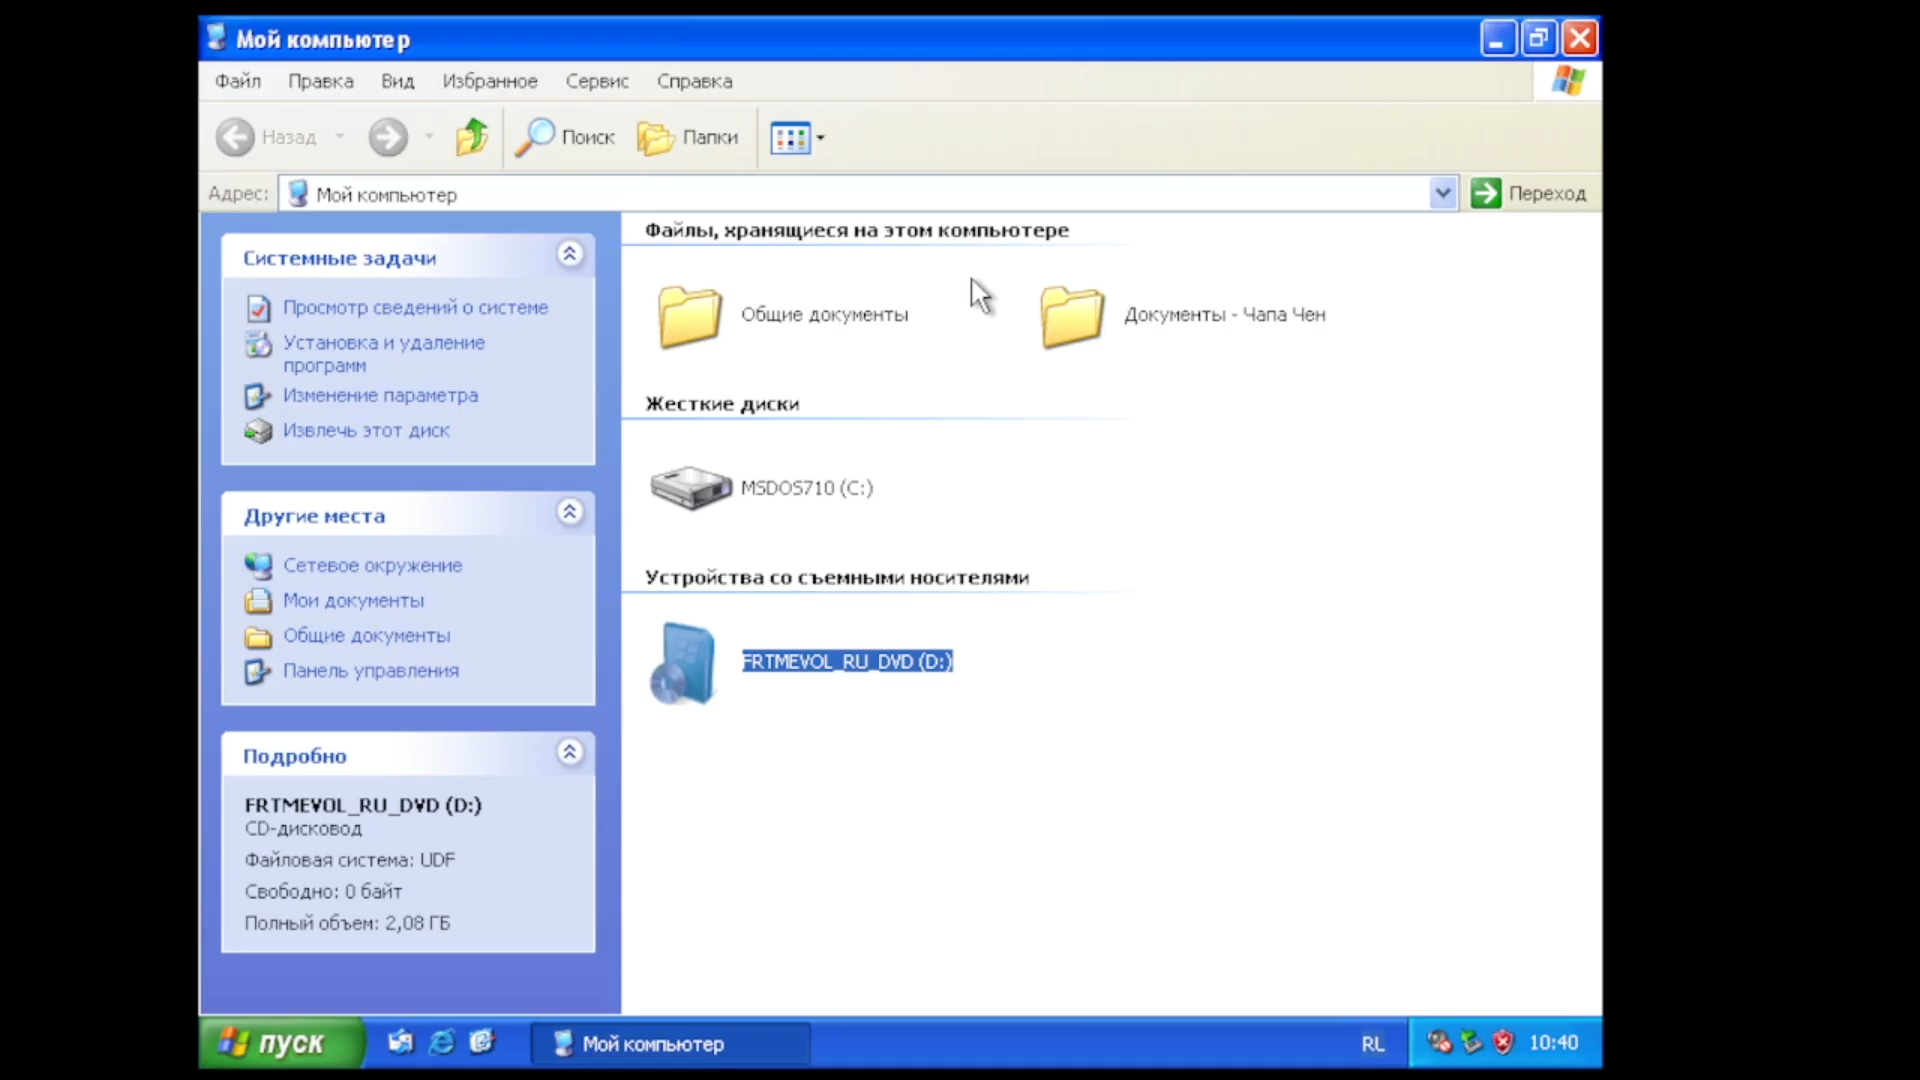 Мой компьютер
Файл Правка Вид Избранное Сервис Справка
Назад Поиск Папки
Адрес: Мой компьютер Переход
Системные задачи
Просмотр сведений о системе
Установка и удаление
программ
Изменение параметра
Извлечь этот диск
Другие места
Сетевое окружение
Мои документы
Общие документы
Панель управления
Подробно
FRTMEVOL_RU_DVD (D:)
CD-дисковод
Файловая система: UDF
Свободно: 0 байт
Полный объем: 2,08 ГБ
Файлы, хранящиеся на этом компьютере
Общие документы
Документы - Чапа Чен
Жесткие диски
MSDOS710 (C:)
Устройства со съемными носителями
FRTMEVOL_RU_DVD (D:)
пуск Мой компьютер RL 10:40